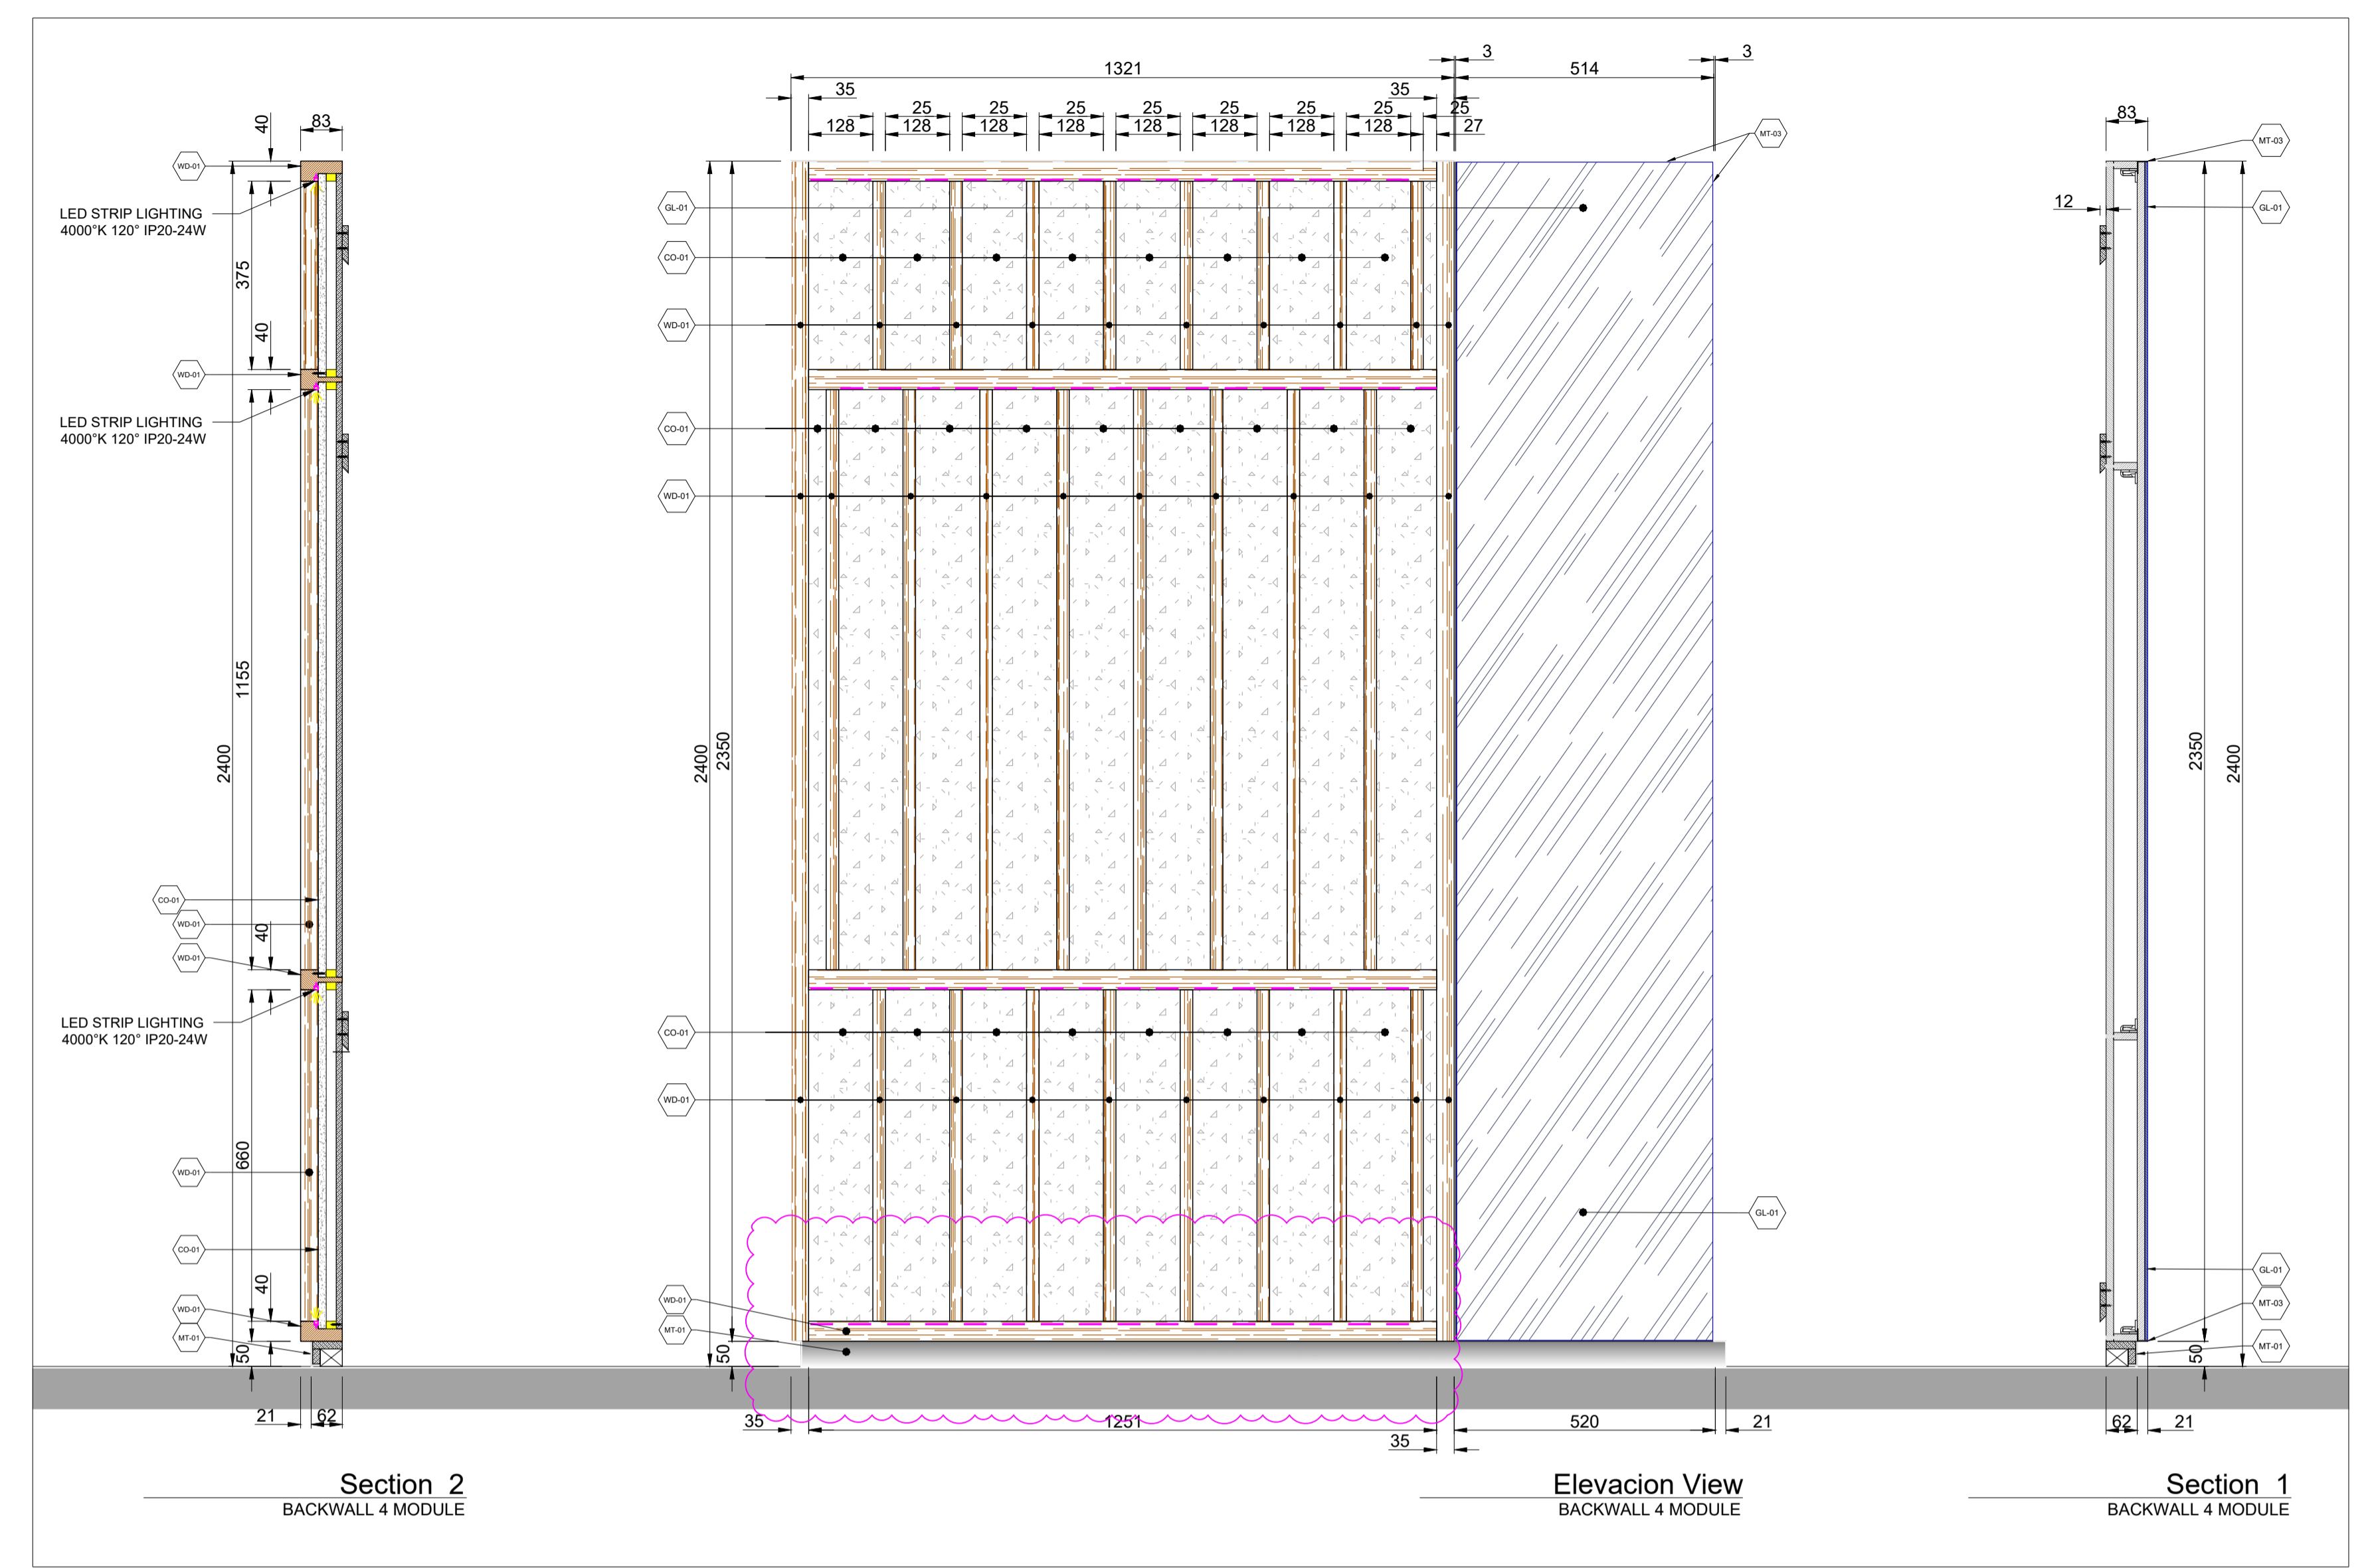 83
40
WD-01
LED STRIP LIGHTING
4000°K 120° IP20-24W
375
40
WD-01
LED STRIP LIGHTING
4000°K 120° IP20-24W
1155
2400
CO-01
WD-01
40
WD-01
LED STRIP LIGHTING
4000°K 120° IP20-24W
660
WD-01
CO-01
40
WD-01
MT-01
50
21 62
Section 2
BACKWALL 4 MODULE
3 3
1321 514
35 35
25 25 25 25 25 25 25 25
128 128 128 128 128 128 128 128 27
MT-03
GL-01
CO-01
WD-01
CO-01
WD-01
2400
2350
CO-01
WD-01
GL-01
WD-01
MT-01
50
35 1251 520 21
35
Elevacion View
BACKWALL 4 MODULE
83
MT-03
12
GL-01
2350
2400
GL-01
MT-03
MT-01
50
62 21
Section 1
BACKWALL 4 MODULE